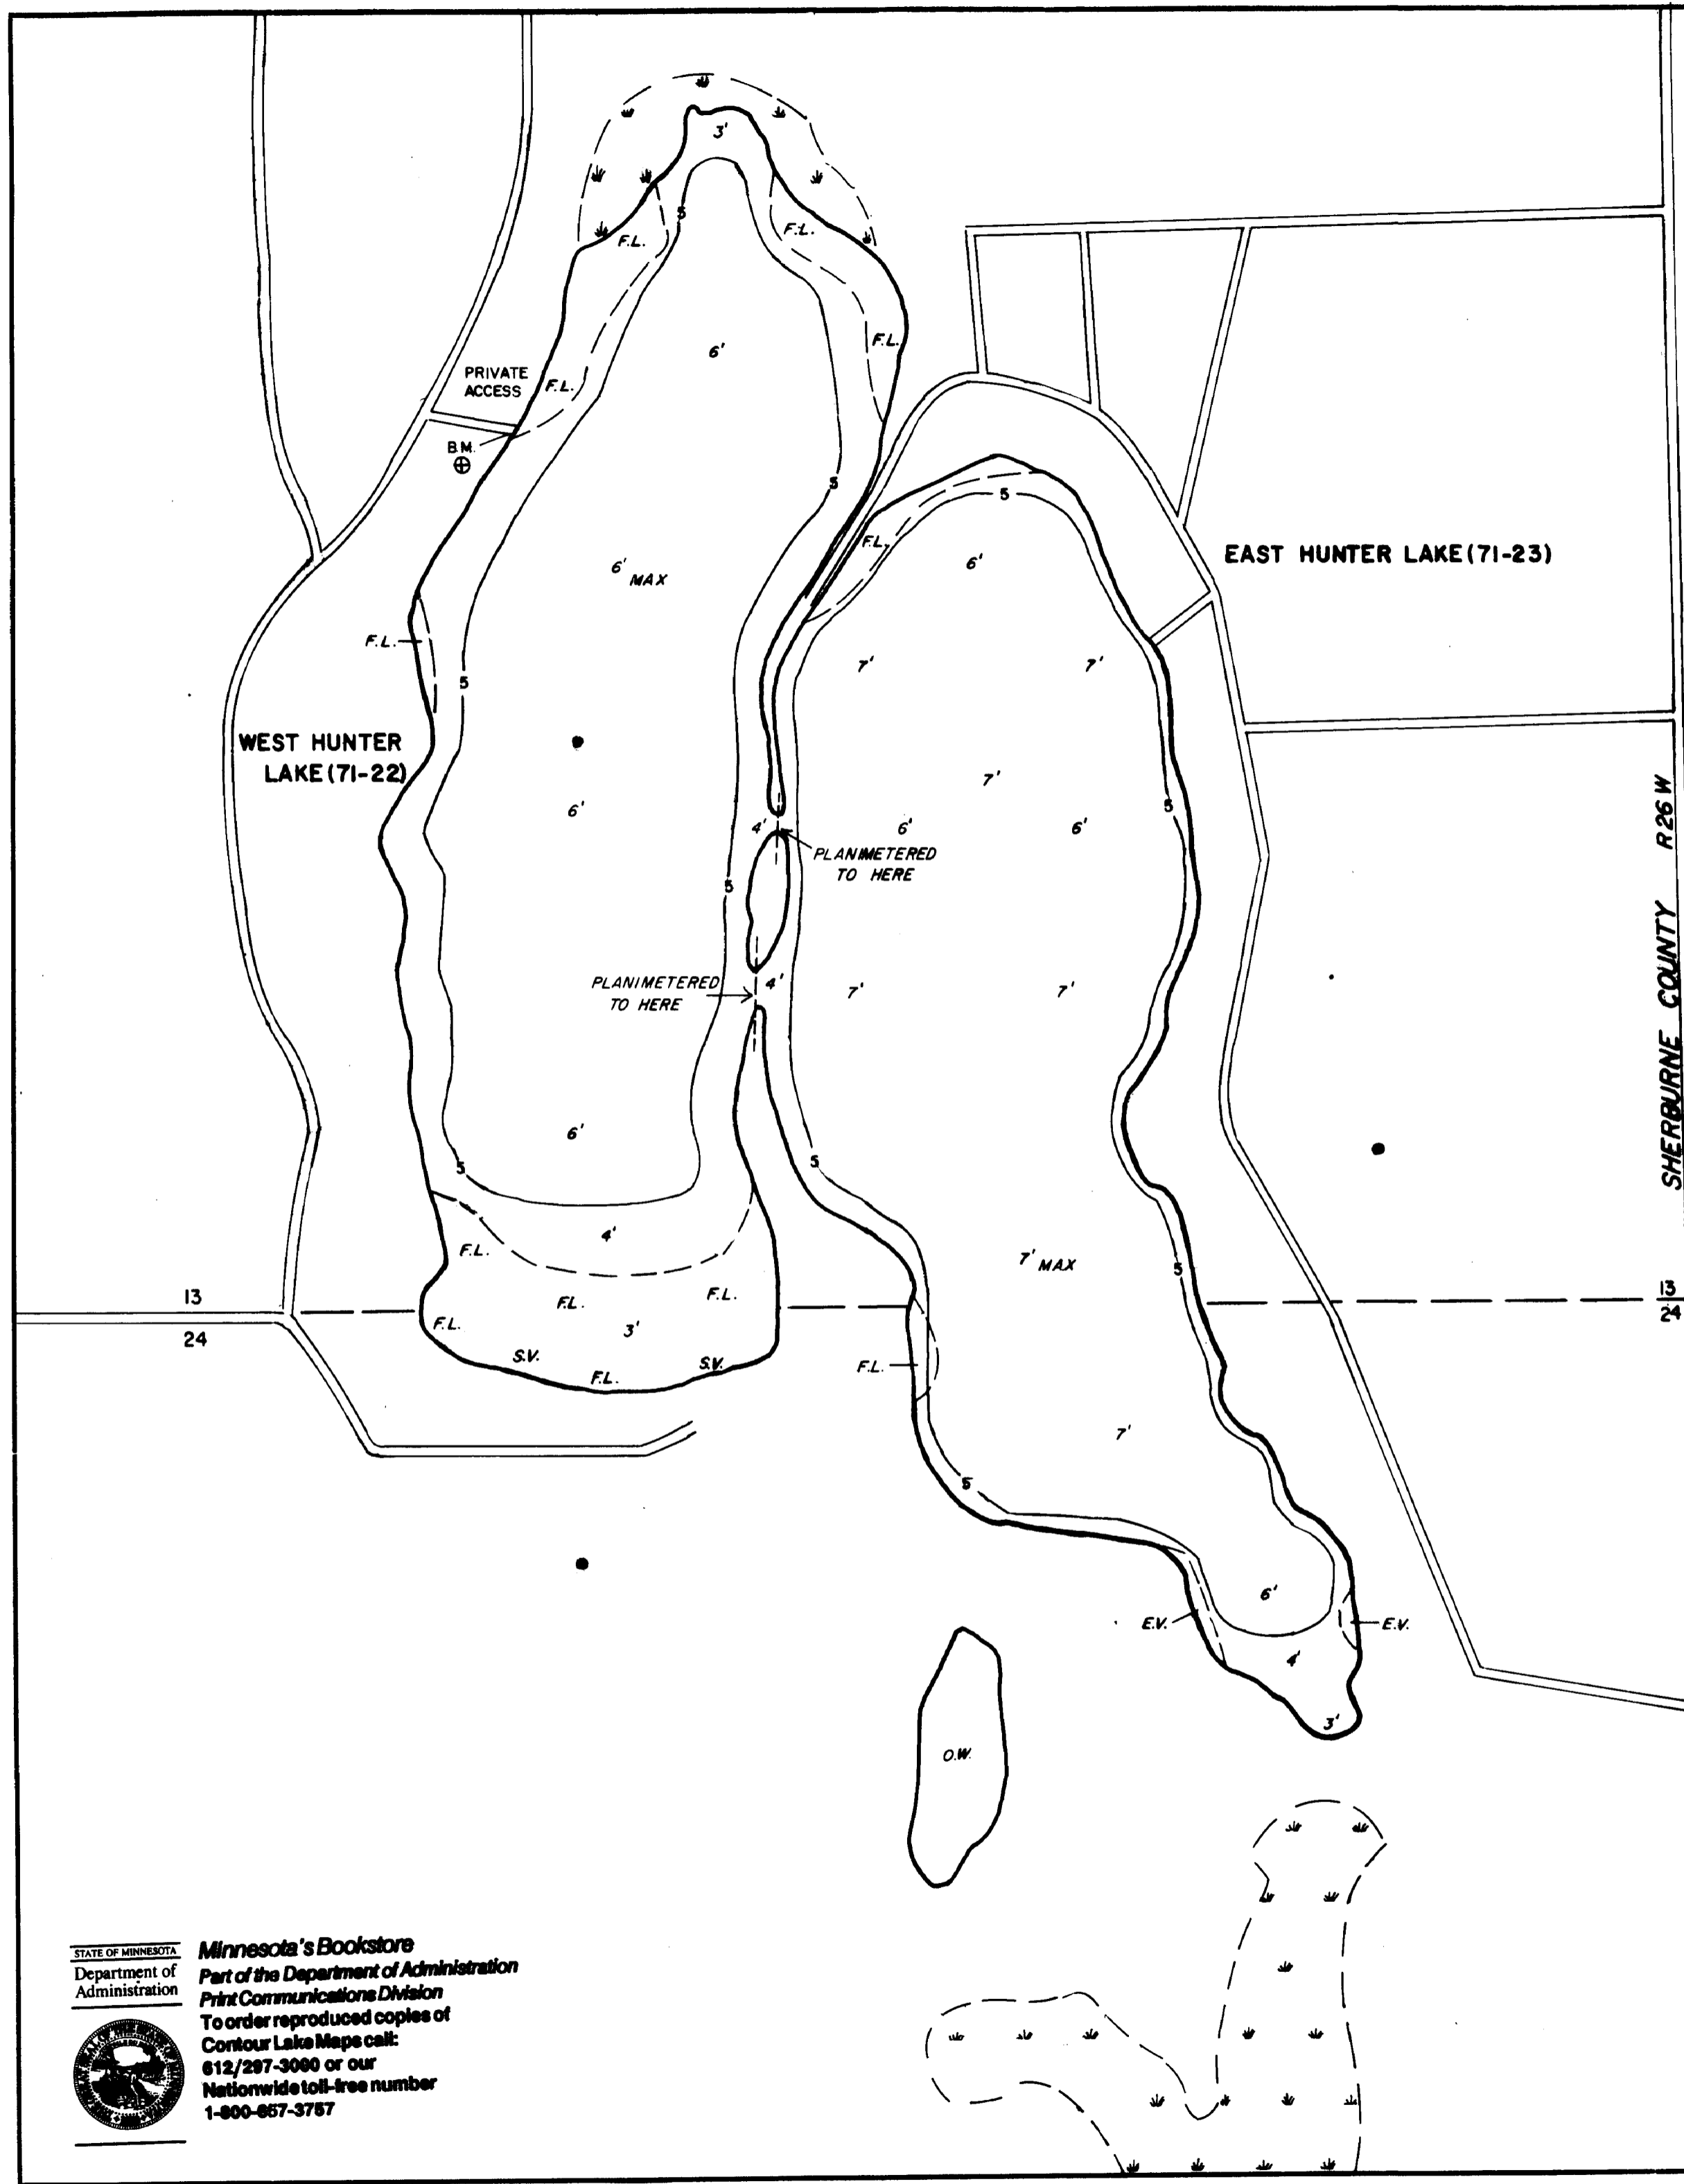 3'
5
F.L.
F.L.
6'
F.L.
PRIVATE
ACCESS
F.L.
B.M.
5
5
F.L.
EAST HUNTER LAKE (71-23)
6'
6' MAX
F.L.
7'
7'
5
WEST HUNTER
LAKE (71-22)
7'
5
6'
4'
6'
6'
PLANIMETERED
TO HERE
5
PLANIMETERED
TO HERE
4'
7'
7'
SHERBURNE COUNTY R26W
6'
5
5
4'
F.L.
7' MAX
5
13
24
F.L.
F.L.
F.L.
3'
13
24
S.V.
S.V.
F.L.
F.L.
7'
5
6'
E.V.
E.V.
4'
3'
O.W.
STATE OF MINNESOTA
Department of
Administration
Minnesota's Bookstore
Part of the Department of Administration
Print Communications Division
To order reproduced copies of
Contour Lake Maps call:
612/297-3000 or our
Nationwide toll-free number
1-800-657-3757